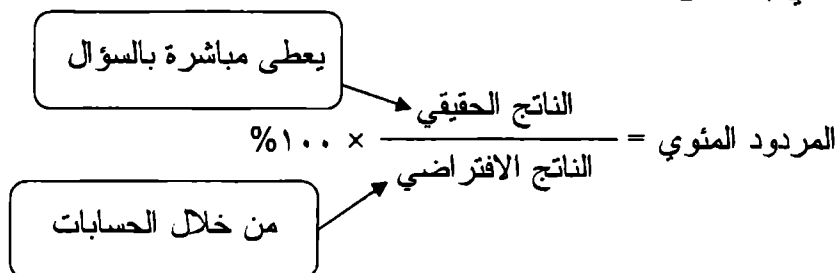 يعطى مباشرة بالسؤال
المردود المئوي = الناتج الحقيقي / الناتج الافتراضي × ١٠٠%
من خلال الحسابات